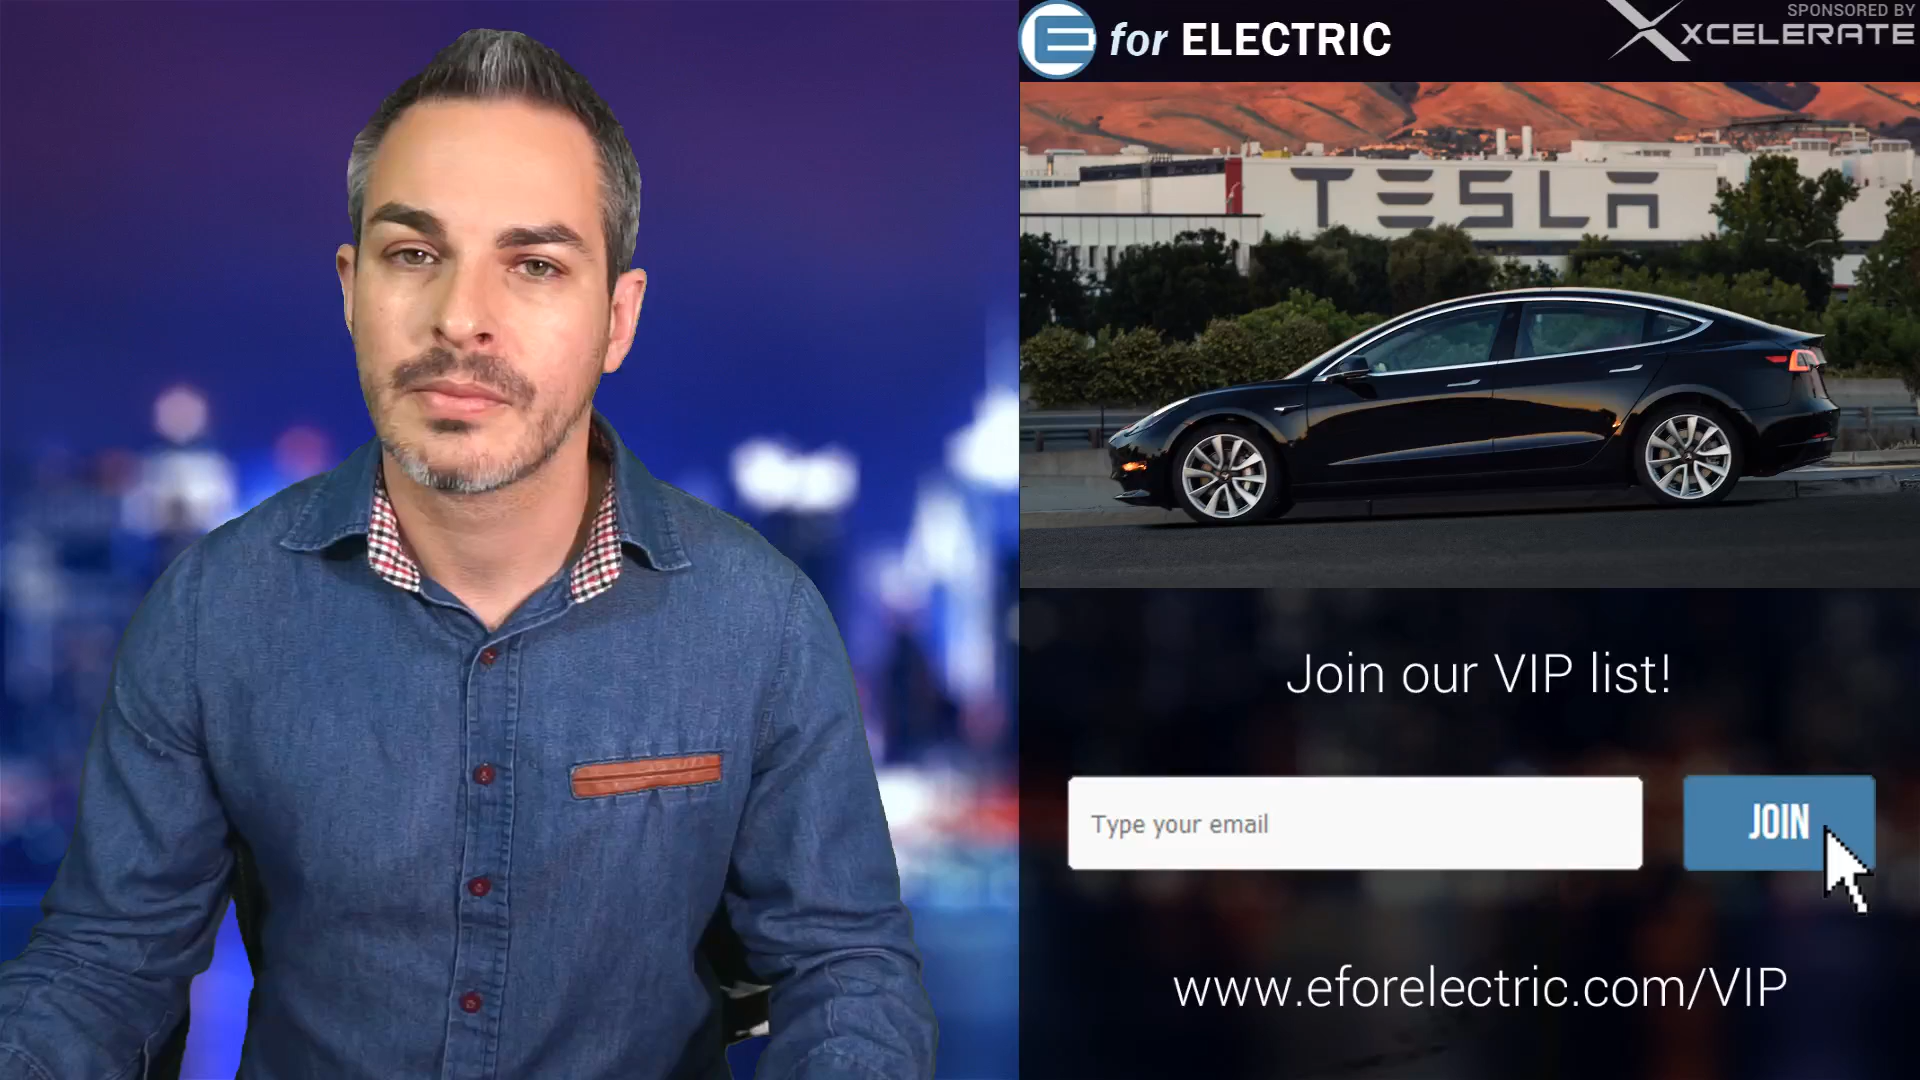 for ELECTRIC
SPONSORED BY
XCELERATE
TESLA
Join our VIP list!
Type your email
JOIN
www.eforelectric.com/VIP